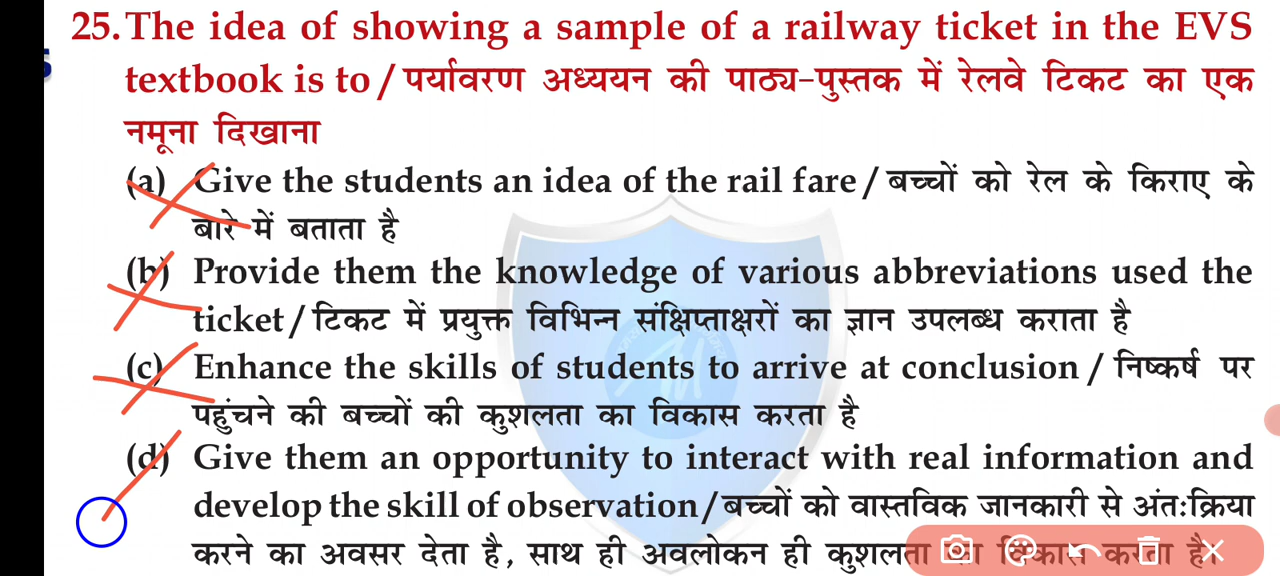 25. The idea of showing a sample of a railway ticket in the EVS
textbook is to / पर्यावरण अध्ययन की पाठ्य-पुस्तक में रेलवे टिकट का एक
नमूना दिखाना
(a) Give the students an idea of the rail fare / बच्चों को रेल के किराए के
बारे में बताता है
(b) Provide them the knowledge of various abbreviations used the
ticket / टिकट में प्रयुक्त विभिन्न संक्षिप्ताक्षरों का ज्ञान उपलब्ध कराता है
(c) Enhance the skills of students to arrive at conclusion / निष्कर्ष पर
पहुंचने की बच्चों की कुशलता का विकास करता है
(d) Give them an opportunity to interact with real information and
develop the skill of observation / बच्चों को वास्तविक जानकारी से अंत:क्रिया
करने का अवसर देता है, साथ ही अवलोकन ही कुशलता का विकास करता है।